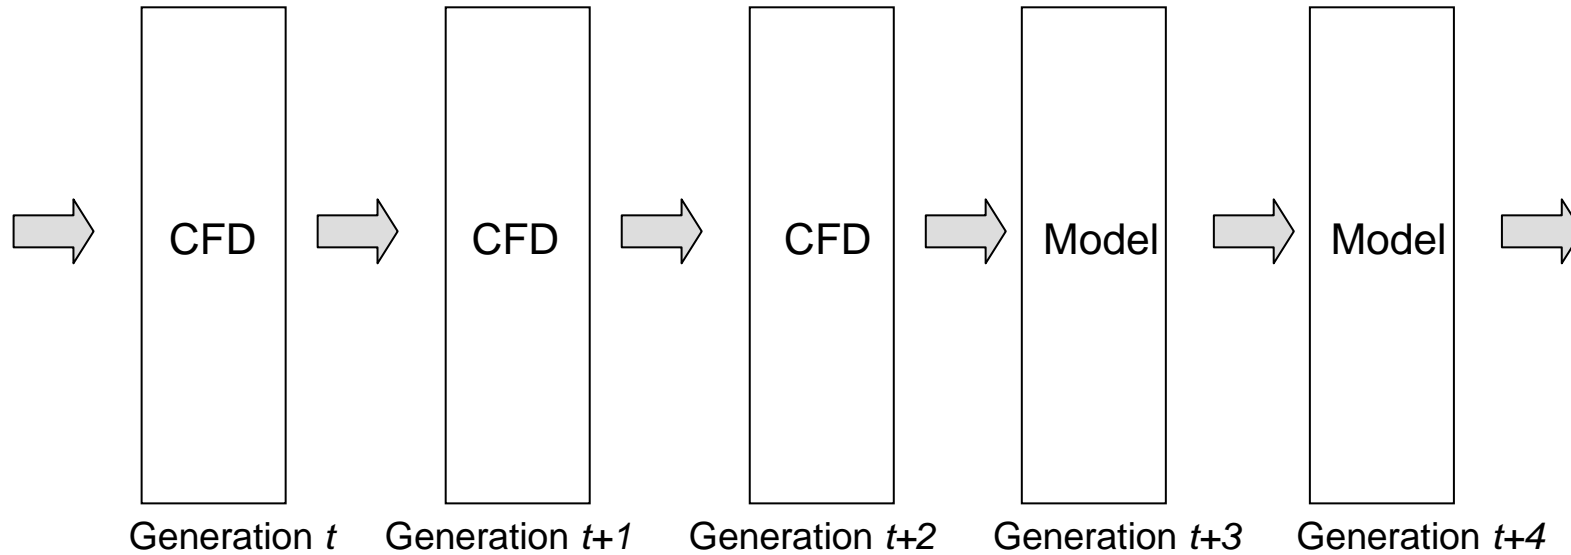 CFD CFD CFD Model Model
Generation t Generation t+1 Generation t+2 Generation t+3 Generation t+4